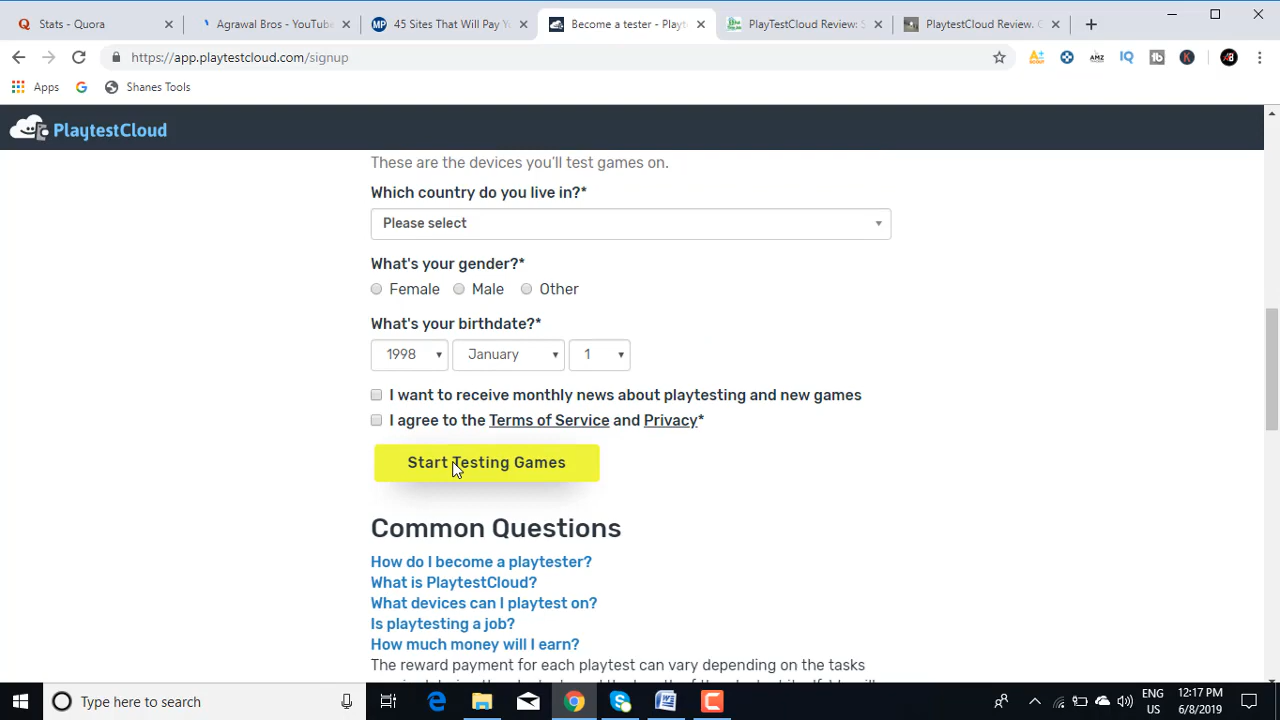 Stats - Quora
Agrawal Bros - YouTube
45 Sites That Will Pay Y
Become a tester - Playt
PlayTestCloud Review: S
PlaytestCloud Review. C
https://app.playtestcloud.com/signup
Apps
Shanes Tools
PlaytestCloud
These are the devices you'll test games on.
Which country do you live in?*
Please select
What's your gender?*
Female Male Other
What's your birthdate?*
1998 January 1
I want to receive monthly news about playtesting and new games
I agree to the Terms of Service and Privacy*
Start Testing Games
Common Questions
How do I become a playtester?
What is PlaytestCloud?
What devices can I playtest on?
Is playtesting a job?
How much money will I earn?
The reward payment for each playtest can vary depending on the tasks
Type here to search
ENG
US
12:17 PM
6/8/2019